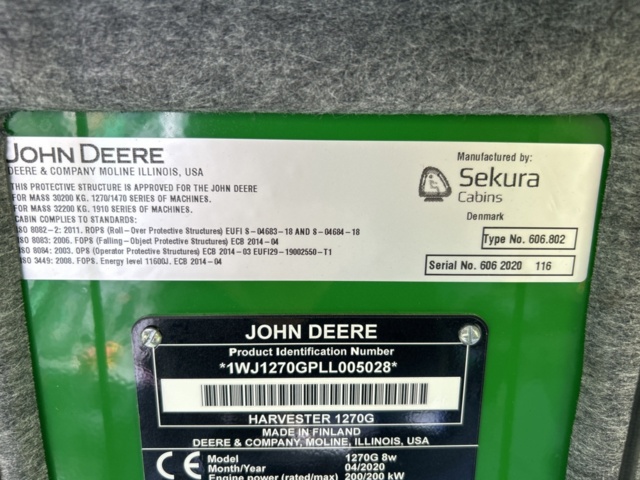 JOHN DEERE
DEERE & COMPANY MOLINE ILLINOIS, USA
THIS PROTECTIVE STRUCTURE IS APPROVED FOR THE JOHN DEERE
FOR MASS 30200 KG. 1270/1470 SERIES OF MACHINES.
FOR MASS 32200 KG. 1910 SERIES OF MACHINES.
CABIN COMPLIES TO STANDARDS:
ISO 8082-2: 2011. ROPS (Roll-Over Protective Structures) EUFI S-04683-18 AND S-04684-18
ISO 8083: 2006. FOPS (Falling-Object Protective Structures) ECB 2014-04
ISO 8084: 2003. OPS (Operator Protective Structures) ECB 2014-03 EUFI29-19002550-T1
ISO 3449: 2008. FOPS. Energy level 11600J. ECB 2014-04
Manufactured by:
Sekura
Cabins
Denmark
Type No. 606.802
Serial No. 606 2020 116
JOHN DEERE
Product Identification Number
*1WJ1270GPLL005028*
HARVESTER 1270G
MADE IN FINLAND
DEERE & COMPANY, MOLINE, ILLINOIS, USA
CE
Model 1270G 8w
Month/Year 04/2020
Engine power (rated/max) 200/200 kW